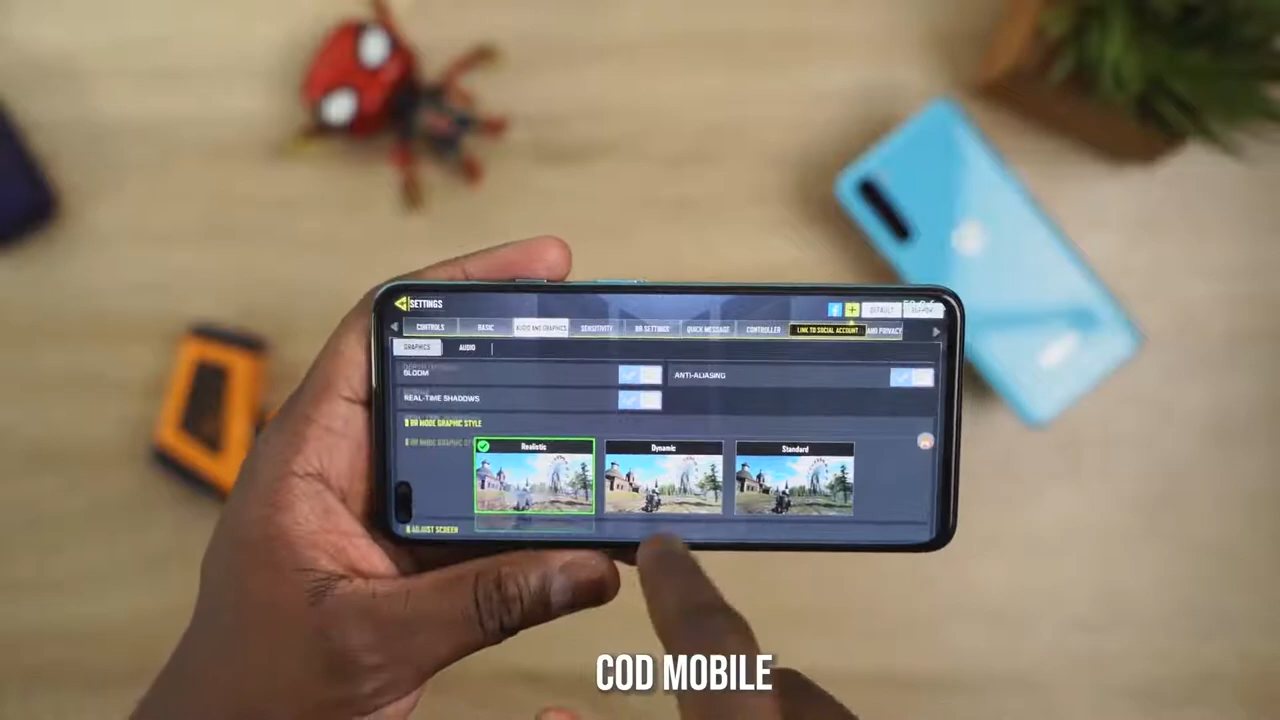 SETTINGS
DEFAULT
CONTROLS
BASIC
AUDIO AND GRAPHICS
SENSITIVITY
BR SETTINGS
QUICK MESSAGE
CONTROLLER
LINK TO SOCIAL ACCOUNT
AND PRIVACY
GRAPHICS
AUDIO
BLOOM
ANTI-ALIASING
REAL-TIME SHADOWS
BR MODE GRAPHIC STYLE
Realistic
Dynamic
Standard
ADJUST SCREEN
COD MOBILE